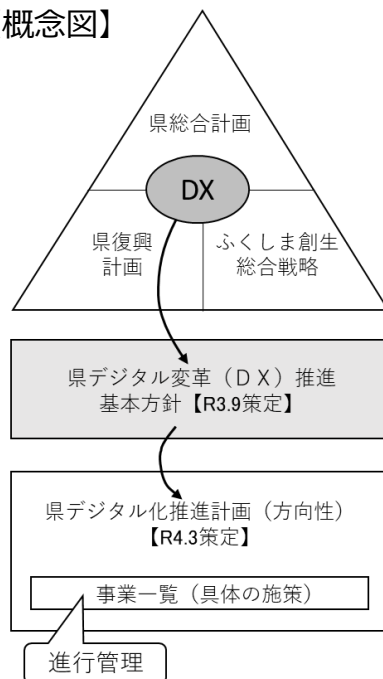 概念図】
県総合計画
DX
県復興
計画
ふくしま創生
総合戦略
県デジタル変革（ＤＸ）推進
基本方針【R3.9策定】
県デジタル化推進計画（方向性）
【R4.3策定】
事業一覧（具体の施策）
進行管理